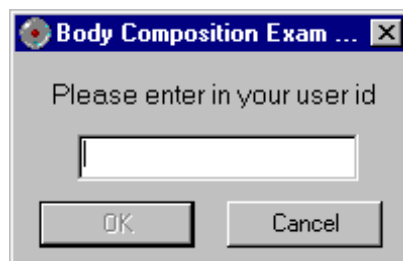 Body Composition Exam ...
Please enter in your user id
OK
Cancel